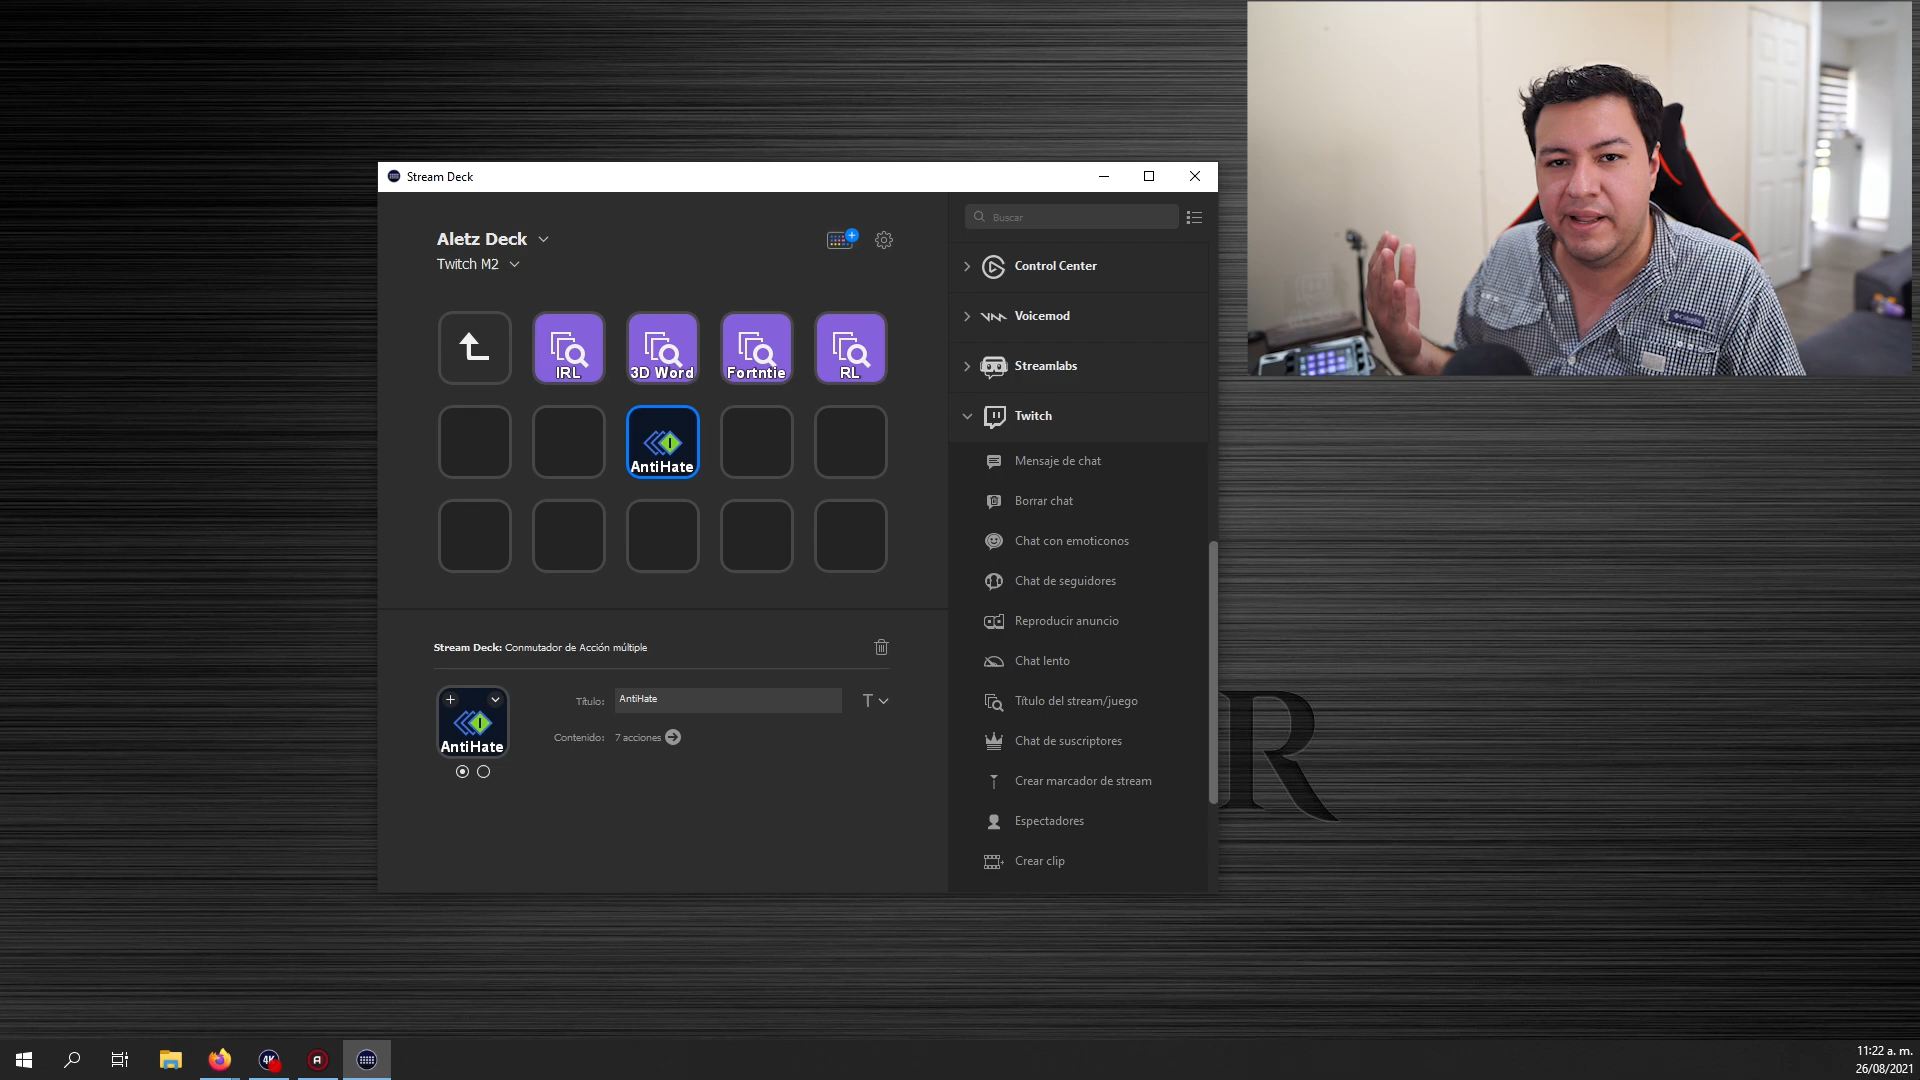 Stream Deck
Aletz Deck
Twitch M2
IRL
3D Word
Fortntie
RL
AntiHate
Stream Deck: Conmutador de Acción múltiple
AntiHate
Título:
AntiHate
T
Contenido:
7 acciones
Buscar
Control Center
Voicemod
Streamlabs
Twitch
Mensaje de chat
Borrar chat
Chat con emoticonos
Chat de seguidores
Reproducir anuncio
Chat lento
Título del stream/juego
Chat de suscriptores
Crear marcador de stream
Espectadores
Crear clip
R
Columbia
4K
11:22 a. m.
26/08/2021